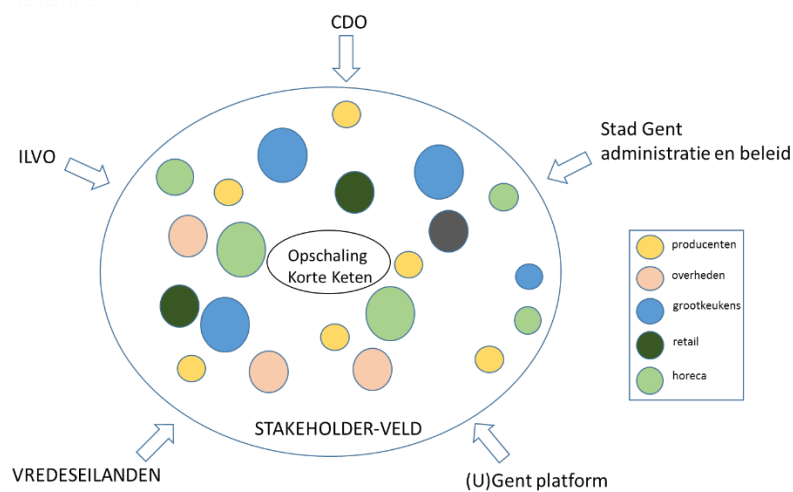 CDO
Stad Gent
administratie en beleid
ILVO
Opschaling
Korte Keten
producenten
overheden
grootkeukens
retail
horeca
STAKEHOLDER-VELD
VREDESEILANDEN
(U)Gent platform